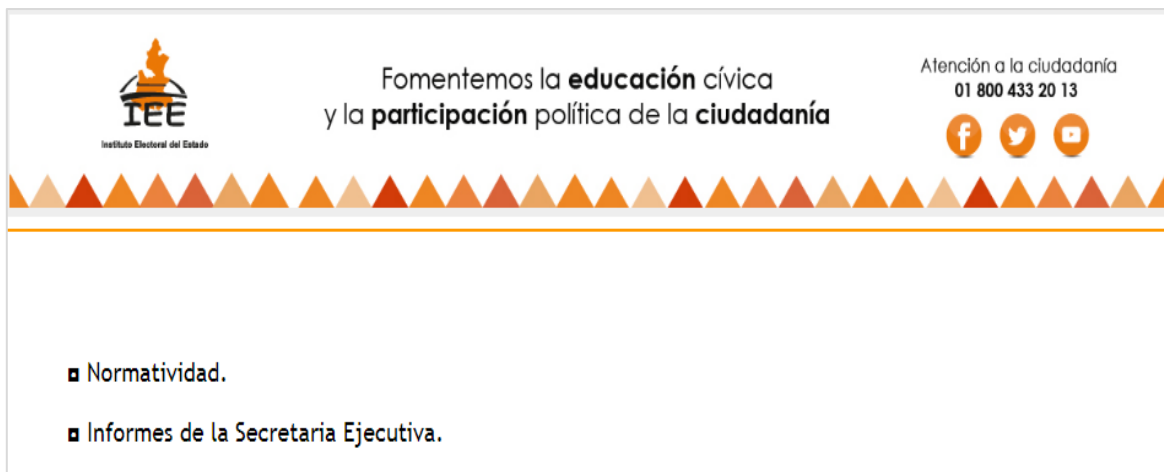 IEE
Instituto Electoral del Estado
Fomentemos la educación cívica
y la participación política de la ciudadanía
Atención a la ciudadanía
01 800 433 20 13
Normatividad.
Informes de la Secretaria Ejecutiva.